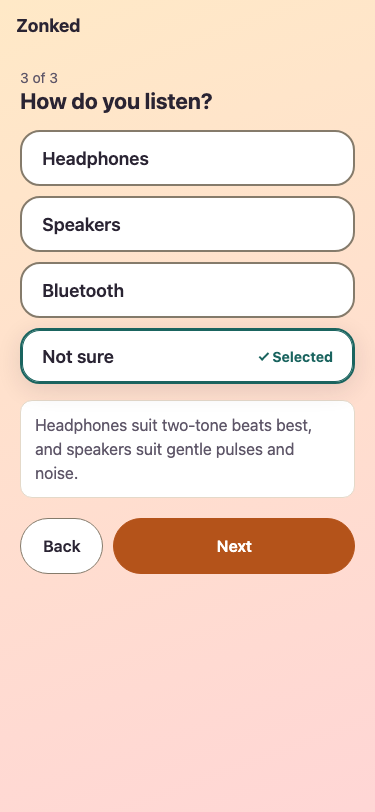 Zonked
3 of 3
How do you listen?
Headphones
Speakers
Bluetooth
Not sure
✓ Selected
Headphones suit two-tone beats best,
and speakers suit gentle pulses and
noise.
Back
Next